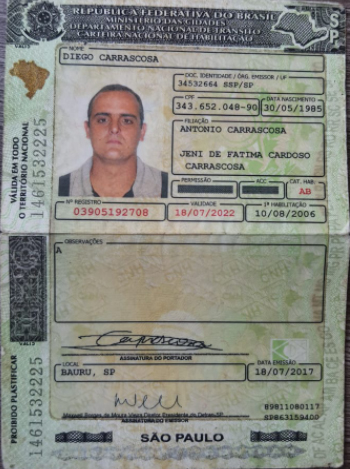 REPÚBLICA FEDERATIVA DO BRASIL
MINISTÉRIO DAS CIDADES
DEPARTAMENTO NACIONAL DE TRÂNSITO
CARTEIRA NACIONAL DE HABILITAÇÃO
SP
NOME
DIEGO CARRASCOSA
DOC. IDENTIDADE / ÓRG. EMISSOR / UF
34532664 SSP/SP
CPF
343.652.048-90
DATA NASCIMENTO
30/05/1985
FILIAÇÃO
ANTONIO CARRASCOSA
JENI DE FATIMA CARDOSO
CARRASCOSA
PERMISSÃO
ACC
CAT. HAB.
AB
Nº REGISTRO
03905192708
VALIDADE
18/07/2022
1ª HABILITAÇÃO
10/08/2006
VÁLIDA EM TODO
O TERRITÓRIO NACIONAL
1461532225
OBSERVAÇÕES
A
ASSINATURA DO PORTADOR
LOCAL
BAURU, SP
DATA EMISSÃO
18/07/2017
ASSINATURA DO EMISSOR
89811080117
SP863159400
PROIBIDO PLASTIFICAR
1461532225
SÃO PAULO